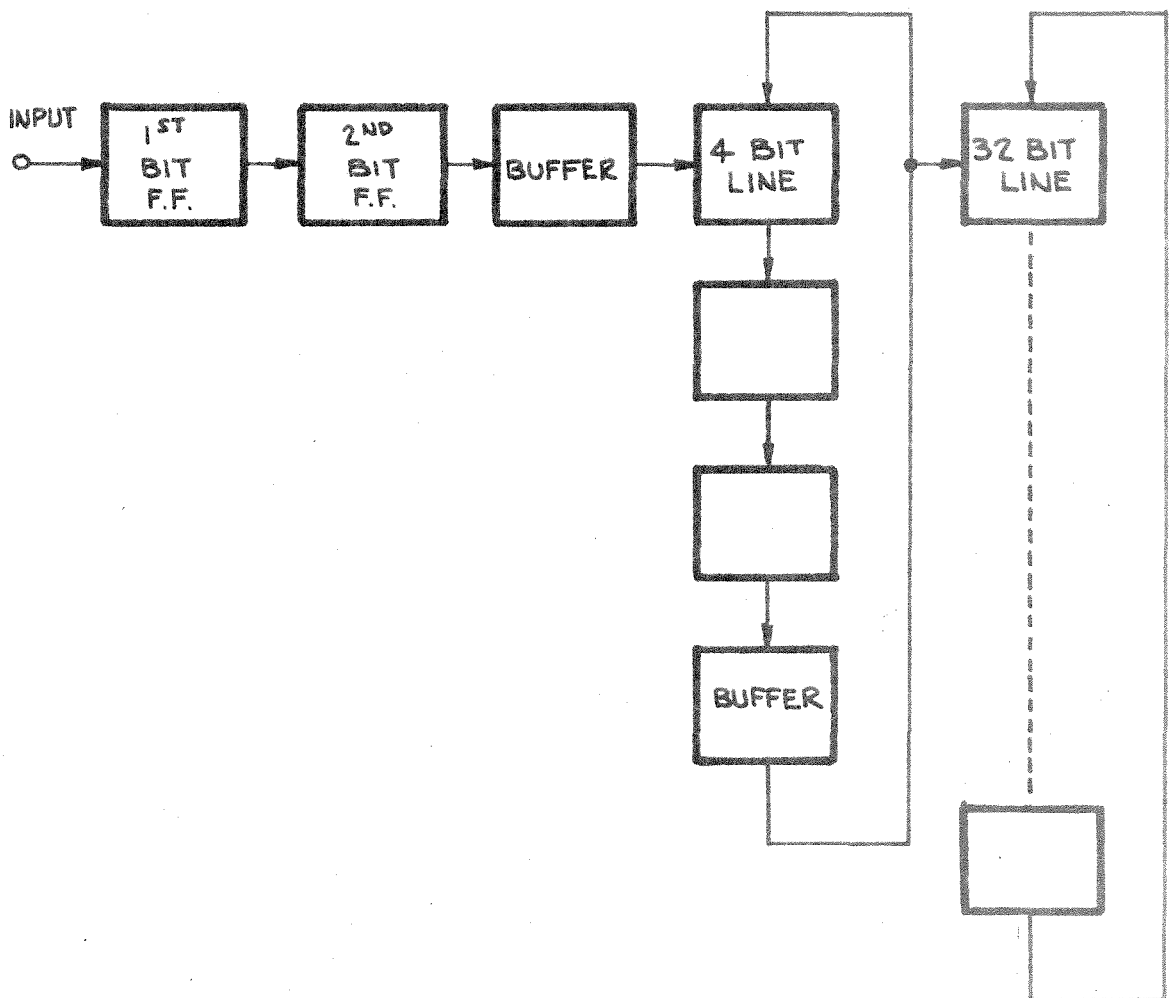 INPUT
1ST
BIT
F.F.
2ND
BIT
F.F.
BUFFER
4 BIT
LINE
32 BIT
LINE
BUFFER